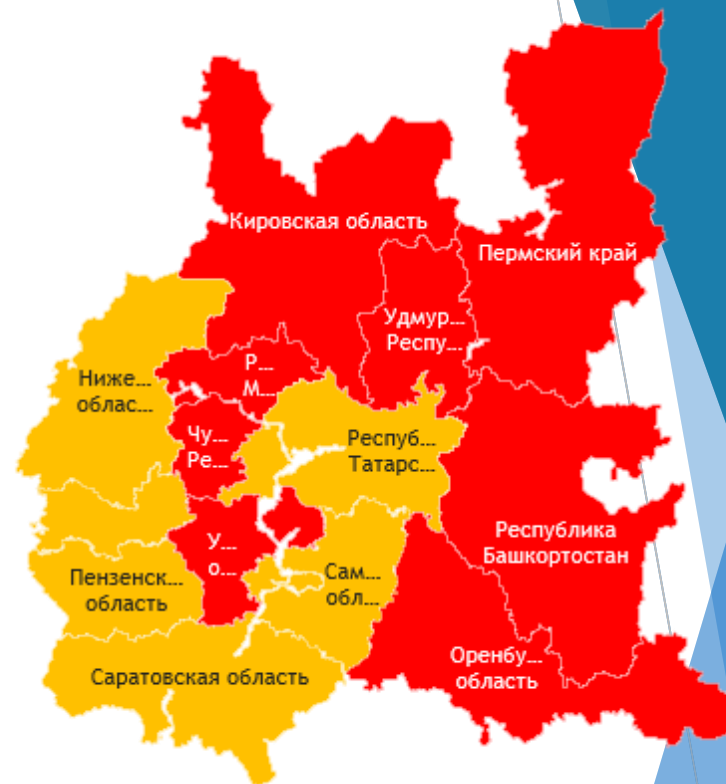 Кировская область
Пермский край
Удмур...
Респу...
Р...
М...
Ниже...
облас...
Чу...
Ре...
Респуб...
Татарс...
У...
о...
Республика
Башкортостан
Сам...
обл...
Пензенск...
область
Оренбу...
область
Саратовская область